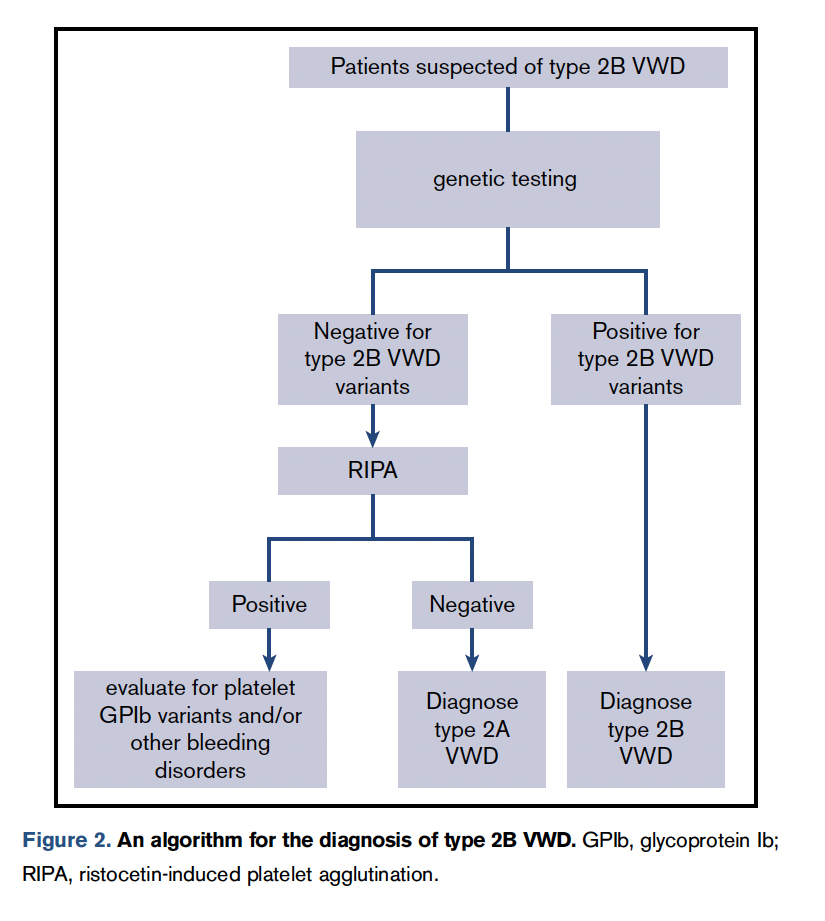 Patients suspected of type 2B VWD
genetic testing
Negative for
type 2B VWD
variants
Positive for
type 2B VWD
variants
RIPA
Positive
Negative
evaluate for platelet
GPIb variants and/or
other bleeding
disorders
Diagnose
type 2A
VWD
Diagnose
type 2B
VWD
Figure 2. An algorithm for the diagnosis of type 2B VWD. GPIb, glycoprotein Ib;
RIPA, ristocetin-induced platelet agglutination.